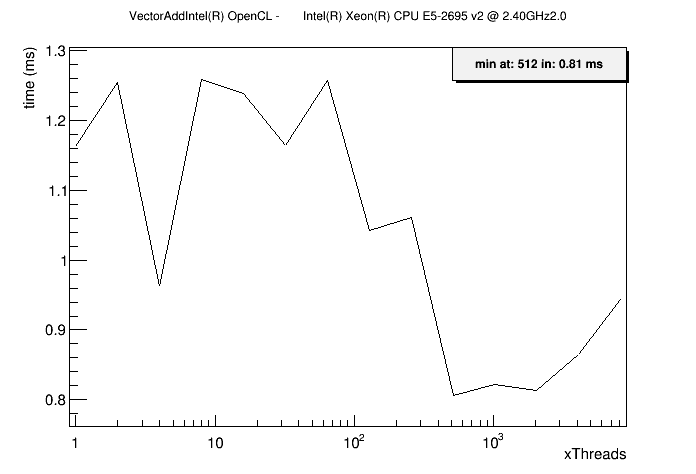 VectorAddIntel(R) OpenCL - Intel(R) Xeon(R) CPU E5-2695 v2 @ 2.40GHz2.0
min at: 512 in: 0.81 ms
time (ms)
1.3
1.2
1.1
1
0.9
0.8
1 10 10² 10³
xThreads